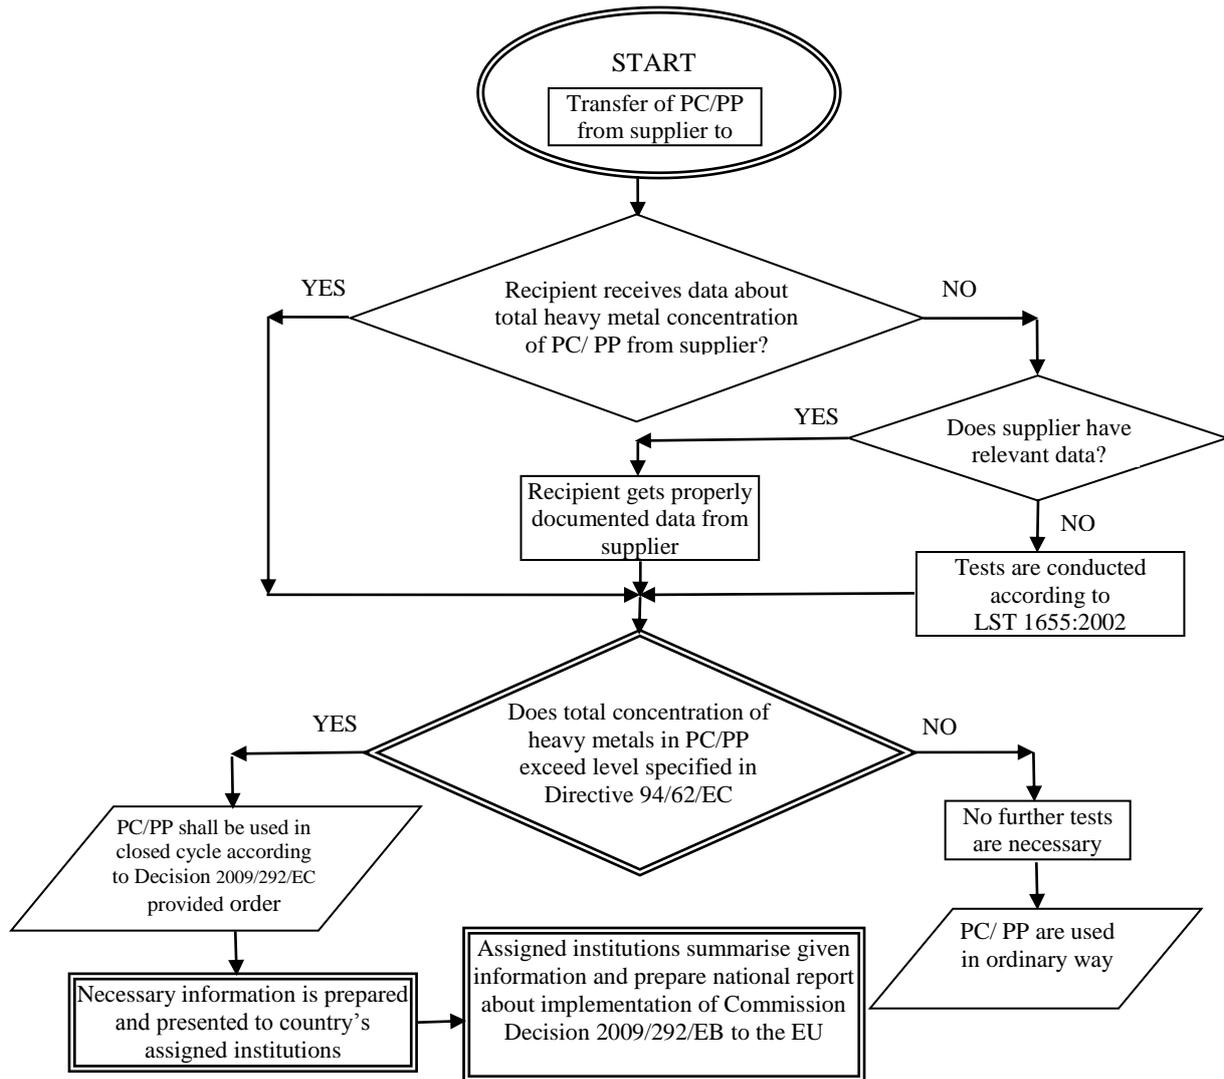 START
Transfer of PC/PP
from supplier to
YES
Recipient receives data about
total heavy metal concentration
of PC/ PP from supplier?
NO
YES
Does supplier have
relevant data?
Recipient gets properly
documented data from
supplier
NO
Tests are conducted
according to
LST 1655:2002
YES
Does total concentration of
heavy metals in PC/PP
exceed level specified in
Directive 94/62/EC
NO
PC/PP shall be used in
closed cycle according
to Decision 2009/292/EC
provided order
No further tests
are necessary
PC/ PP are used
in ordinary way
Necessary information is prepared
and presented to country’s
assigned institutions
Assigned institutions summarise given
information and prepare national report
about implementation of Commission
Decision 2009/292/EB to the EU